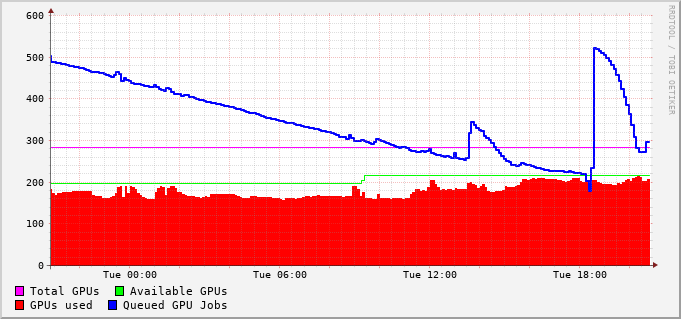 600
500
400
300
200
100
0
Tue 00:00 Tue 06:00 Tue 12:00 Tue 18:00
Total GPUs Available GPUs
GPUs used Queued GPU Jobs
RRDTOOL / TOBI OETIKER